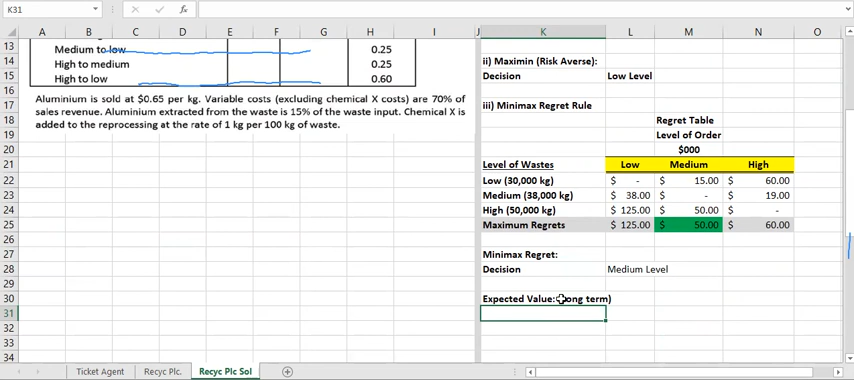 K31
fx
A B C D E F G H I J K L M N O
13
14 Medium to low 0.25 ii) Maximin (Risk Averse):
High to medium 0.25
15 High to low 0.60 Decision Low Level
16 Aluminium is sold at $0.65 per kg. Variable costs (excluding chemical X costs) are 70% of
17 sales revenue. Aluminium extracted from the waste is 15% of the waste input. Chemical X is iii) Minimax Regret Rule
18 added to the reprocessing at the rate of 1 kg per 100 kg of waste. Regret Table
19 Level of Order
20 $000
21 Level of Wastes Low Medium High
22 Low (30,000 kg) $ - $ 15.00 $ 60.00
23 Medium (38,000 kg) $ 38.00 $ - $ 19.00
24 High (50,000 kg) $ 125.00 $ 50.00 $ -
25 Maximum Regrets $ 125.00 $ 50.00 $ 60.00
26
27 Minimax Regret:
28 Decision Medium Level
29
30 Expected Value: long term)
31
32
33
34
Ticket Agent Recyc Plc. Recyc Plc Sol